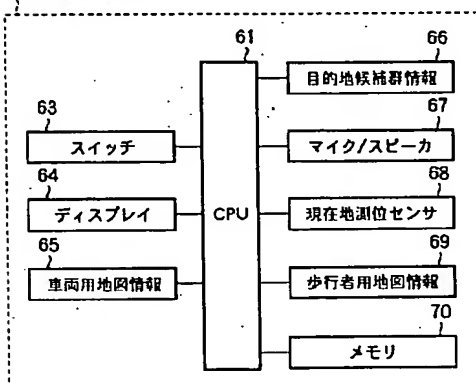 61
66
目的地候補群情報
63
67
スイッチ
マイク/スピーカ
64
68
ディスプレイ
CPU
現在地測位センサ
65
69
車両用地図情報
歩行者用地図情報
70
メモリ